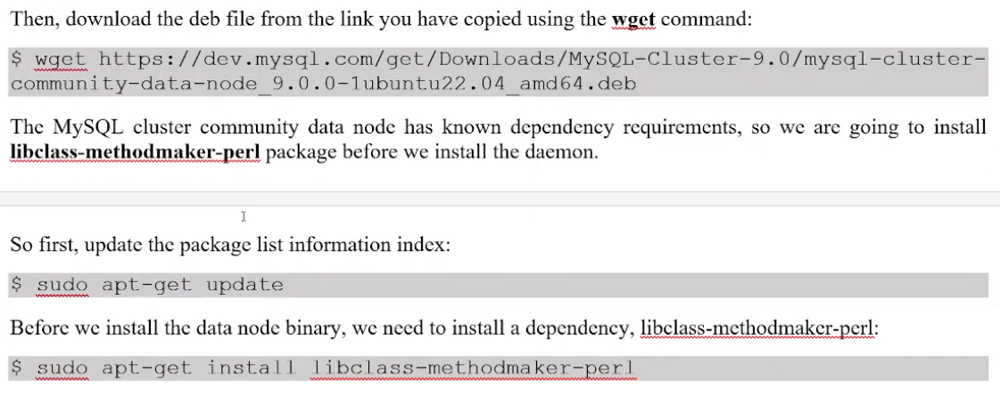 Then, download the deb file from the link you have copied using the wget command:
$ wget https://dev.mysql.com/get/Downloads/MySQL-Cluster-9.0/mysql-cluster-
community-data-node_9.0.0-1ubuntu22.04_amd64.deb
The MySQL cluster community data node has known dependency requirements, so we are going to install
libclass-methodmaker-perl package before we install the daemon.
So first, update the package list information index:
$ sudo apt-get update
Before we install the data node binary, we need to install a dependency, libclass-methodmaker-perl:
$ sudo apt-get install libclass-methodmaker-perl